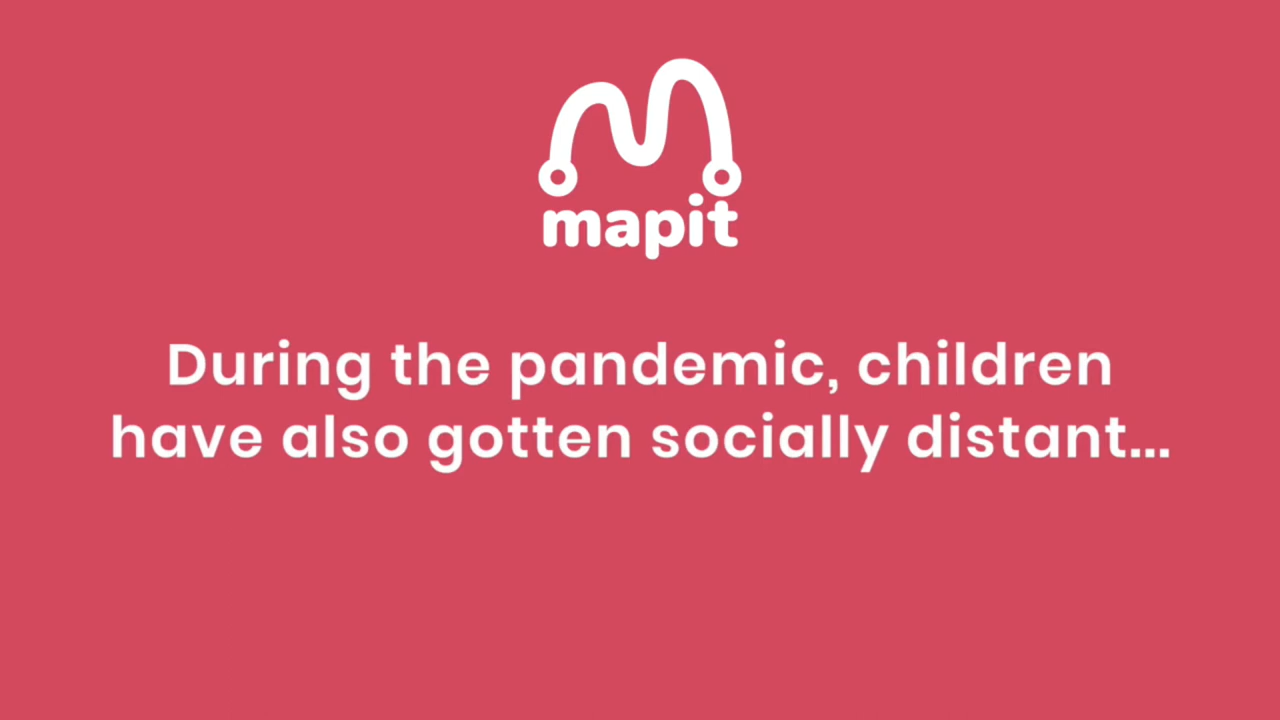 mapit
During the pandemic, children
have also gotten socially distant...